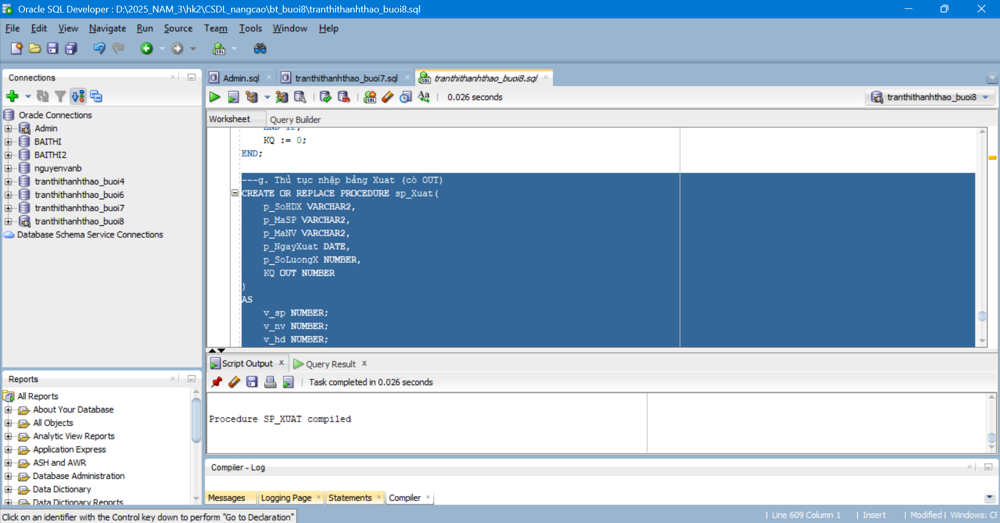 Oracle SQL Developer : D:\2025_NAM_3\hk2\CSDL_nangcao\bt_buoi8\tranthithanhthao_buoi8.sql
File Edit View Navigate Run Source Team Tools Window Help
Connections
Oracle Connections
Admin
BAITHI
BAITHI2
nguyenvanb
tranthithanhthao_buoi4
tranthithanhthao_buoi6
tranthithanhthao_buoi7
tranthithanhthao_buoi8
Database Schema Service Connections
Reports
All Reports
About Your Database
All Objects
Analytic View Reports
Application Express
ASH and AWR
Database Administration
Data Dictionary
Data Dictionary Reports
Admin.sql
tranthithanhthao_buoi7.sql
tranthithanhthao_buoi8.sql
0.026 seconds
tranthithanhthao_buoi8
Worksheet
Query Builder
END IF;
KQ := 0;
END;
---g. Thủ tục nhập bảng Xuat (có OUT)
CREATE OR REPLACE PROCEDURE sp_Xuat(
p_SoHDX VARCHAR2,
p_MaSP VARCHAR2,
p_MaNV VARCHAR2,
p_NgayXuat DATE,
p_SoLuongX NUMBER,
KQ OUT NUMBER
)
AS
v_sp NUMBER;
v_nv NUMBER;
v_hd NUMBER;
Script Output
Query Result
Task completed in 0.026 seconds
Procedure SP_XUAT compiled
Compiler - Log
Messages
Logging Page
Statements
Compiler
Click on an identifier with the Control key down to perform "Go to Declaration"
Line 609 Column 1
Insert
Modified
Windows: